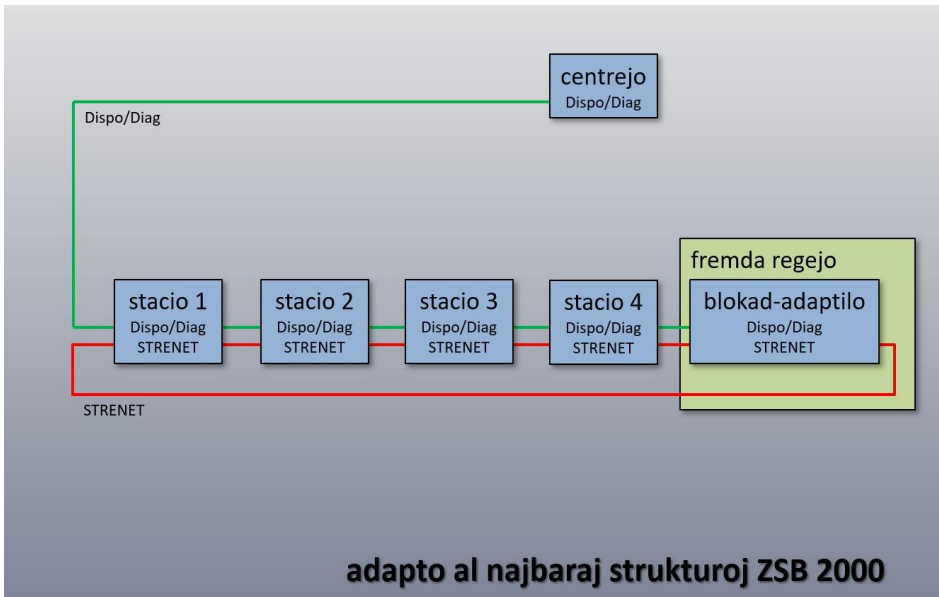 centrejo
Dispo/Diag
Dispo/Diag
fremda regejo
stacio 1
Dispo/Diag
STRENET
stacio 2
Dispo/Diag
STRENET
stacio 3
Dispo/Diag
STRENET
stacio 4
Dispo/Diag
STRENET
blokad-adaptilo
Dispo/Diag
STRENET
STRENET
adapto al najbaraj strukturoj ZSB 2000